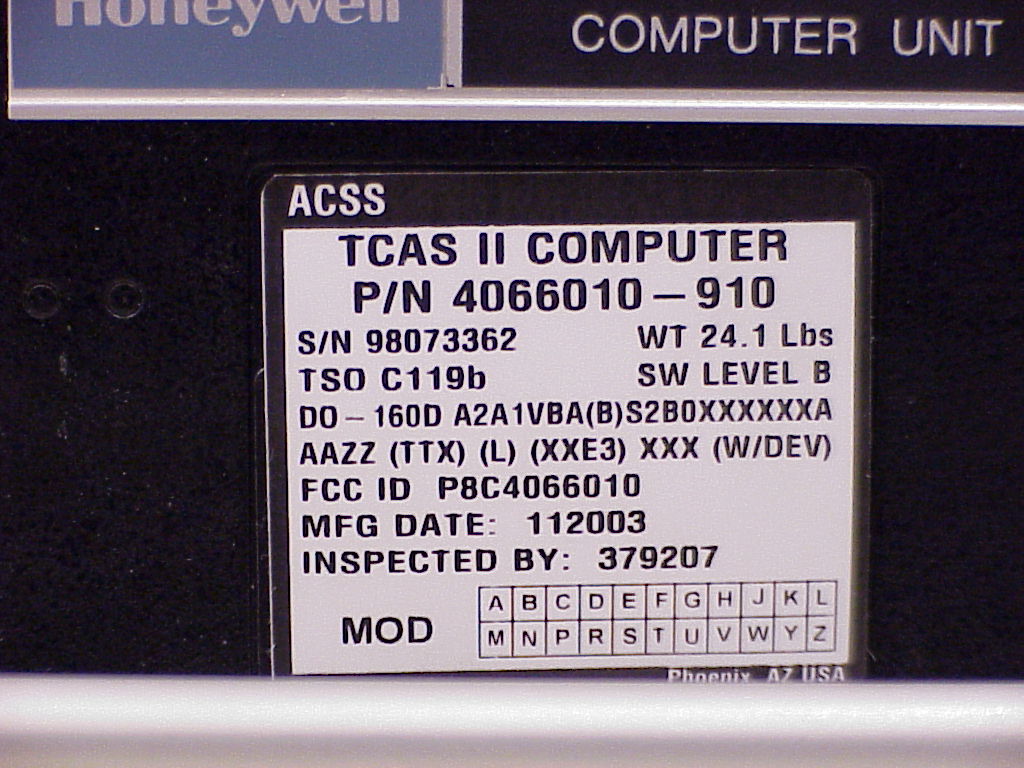 Honeywell
COMPUTER UNIT
ACSS
TCAS II COMPUTER
P/N 4066010-910
S/N 98073362 WT 24.1 Lbs
TSO C119b SW LEVEL B
DO-160D A2A1VBA(B)S2B0XXXXXXA
AAZZ (TTX) (L) (XXE3) XXX (W/DEV)
FCC ID P8C4066010
MFG DATE: 112003
INSPECTED BY: 379207
MOD
A B C D E F G H J K L
M N P R S T U V W Y Z
Phoenix, AZ USA